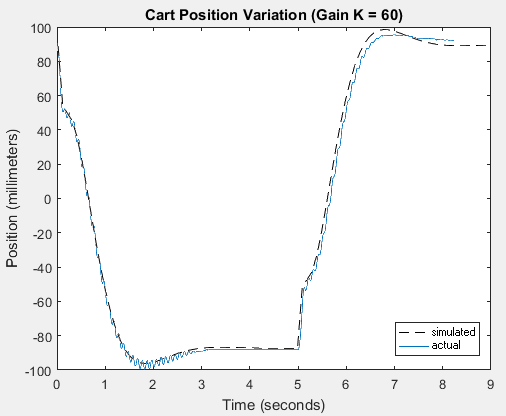 Cart Position Variation (Gain K = 60)
Position (millimeters)
100
80
60
40
20
0
-20
-40
-60
-80
-100
0 1 2 3 4 5 6 7 8 9
Time (seconds)
simulated
actual